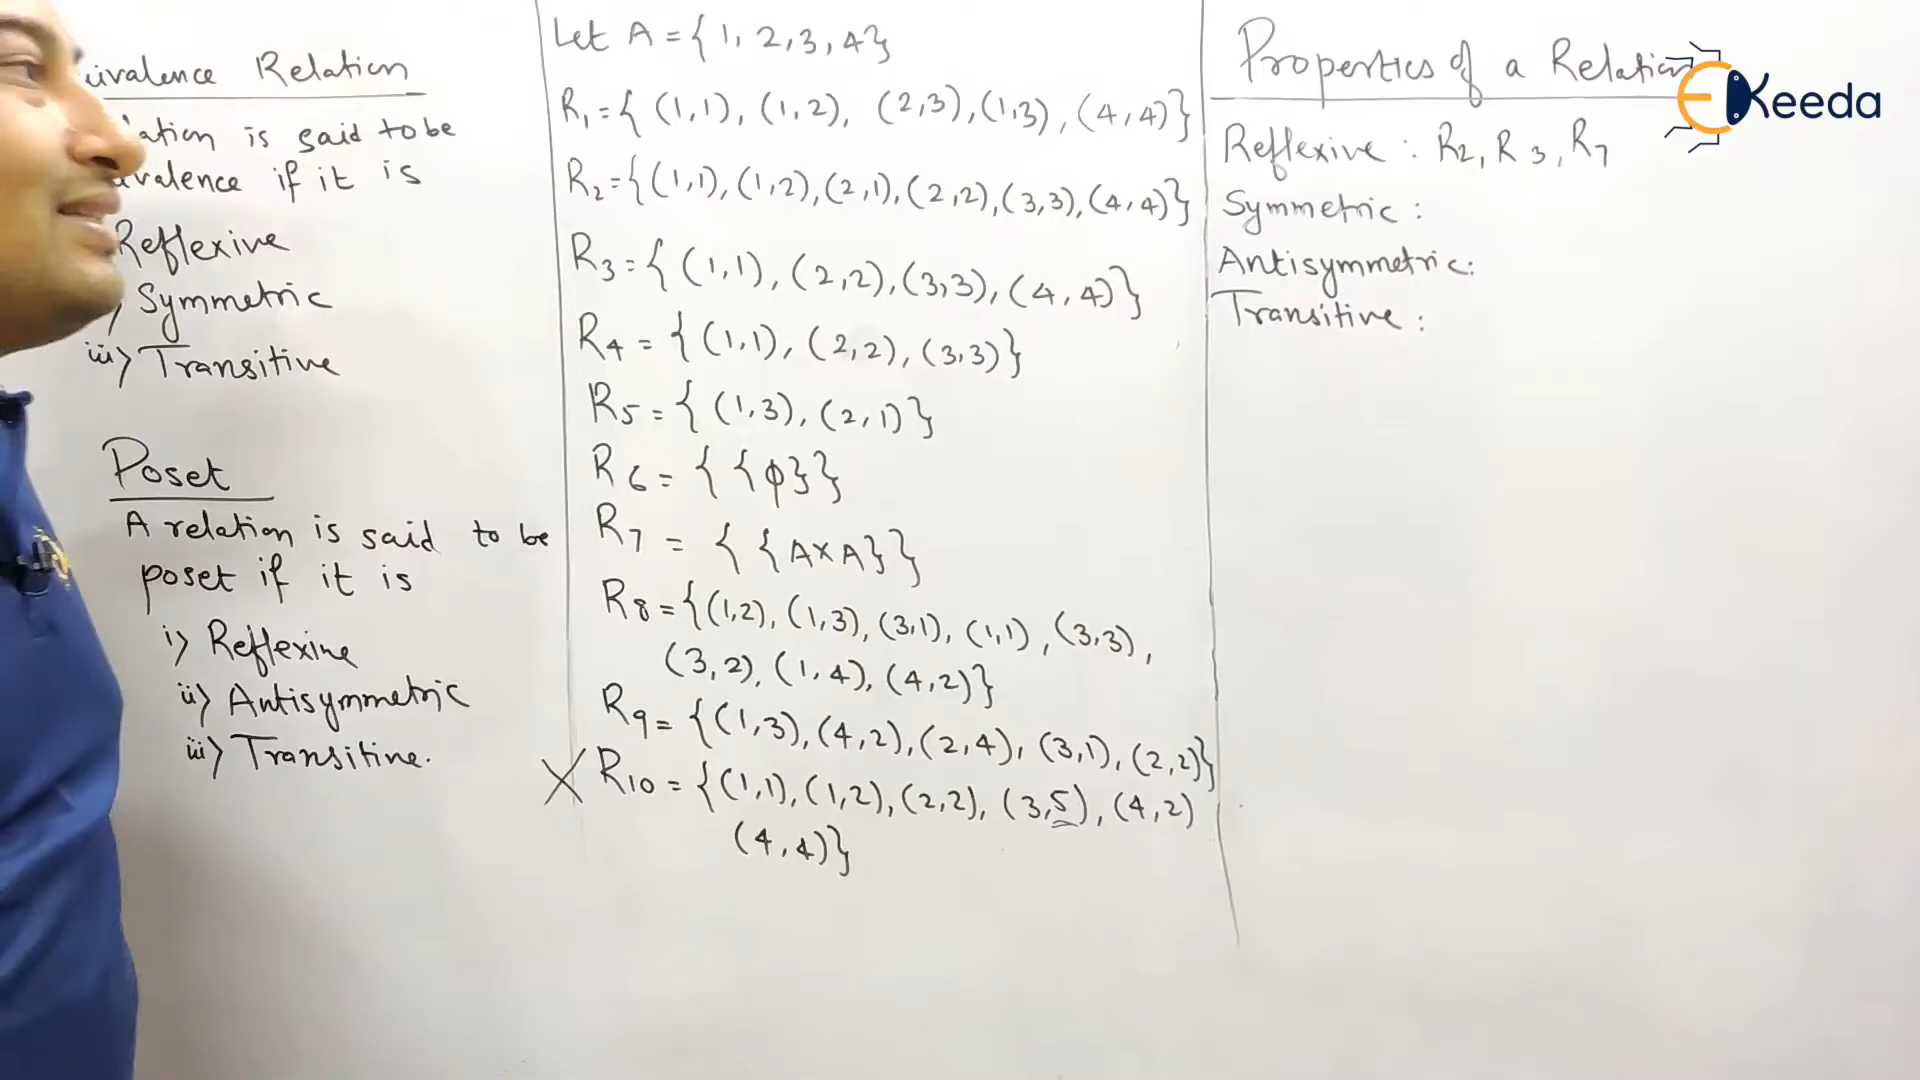 uivalence Relation
lation is said to be
valence if it is
Reflexive
) Symmetric
iii) Transitive
Poset
A relation is said to be
poset if it is
i) Reflexive
ii) Antisymmetric
iii) Transitive.
Let A = { 1, 2, 3, 4}
R1 = { (1,1), (1,2), (2,3), (1,3), (4,4)}
R2 = {(1,1), (1,2), (2,1), (2,2), (3,3), (4,4)}
R3 = { (1,1), (2,2), (3,3), (4,4)}
R4 = { (1,1), (2,2), (3,3)}
R5 = { (1,3), (2,1)}
R6 = { {φ}}
R7 = { {A×A}}
R8 = {(1,2), (1,3), (3,1), (1,1), (3,3),
(3,2), (1,4), (4,2)}
R9 = {(1,3), (4,2), (2,4), (3,1), (2,2)}
X R10 = {(1,1), (1,2), (2,2), (3,5), (4,2)
(4,4)}
Properties of a Relation
Reflexive : R2, R3, R7
Symmetric :
Antisymmetric:
Transitive :
EKeeda